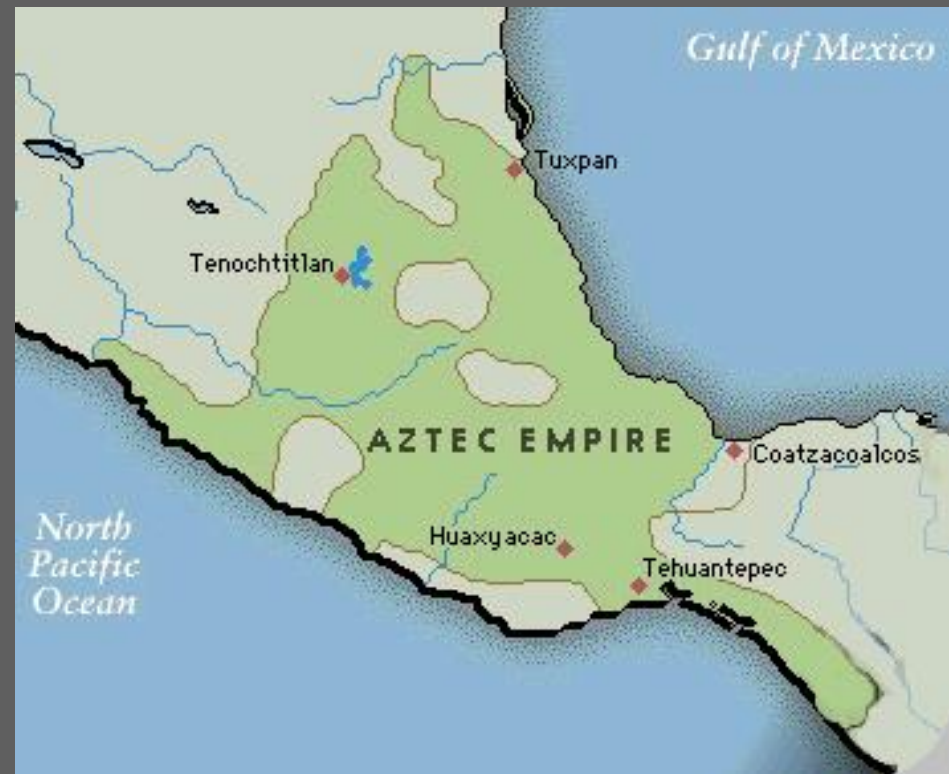 Gulf of Mexico
Tuxpan
Tenochtitlan
AZTEC EMPIRE
Coatzacoalcos
North
Pacific
Ocean
Huaxyacac
Tehuantepec